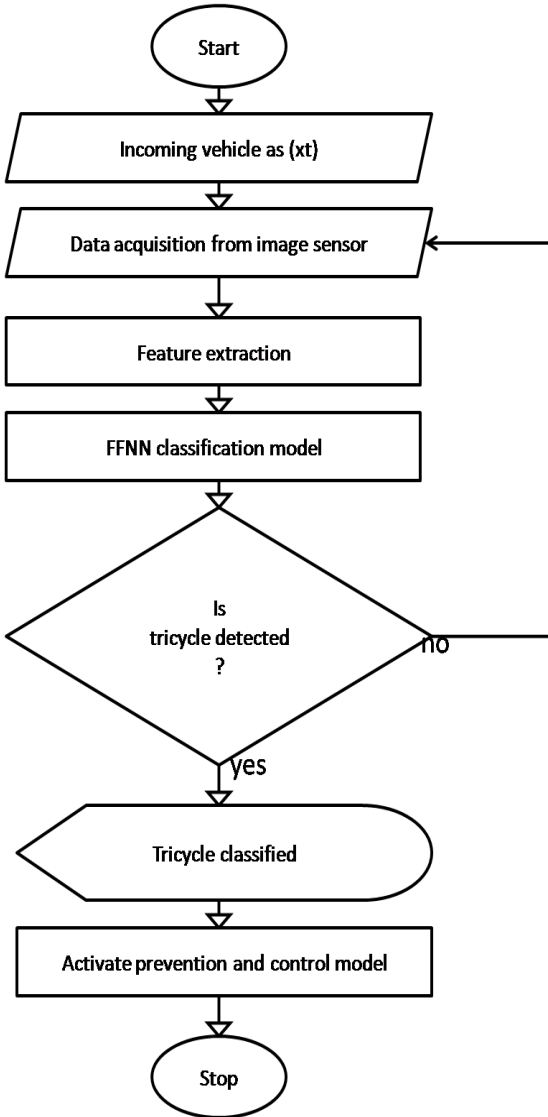 Start
Incoming vehicle as (xt)
Data acquisition from image sensor
Feature extraction
FFNN classification model
Is
tricycle detected
?
no
yes
Tricycle classified
Activate prevention and control model
Stop